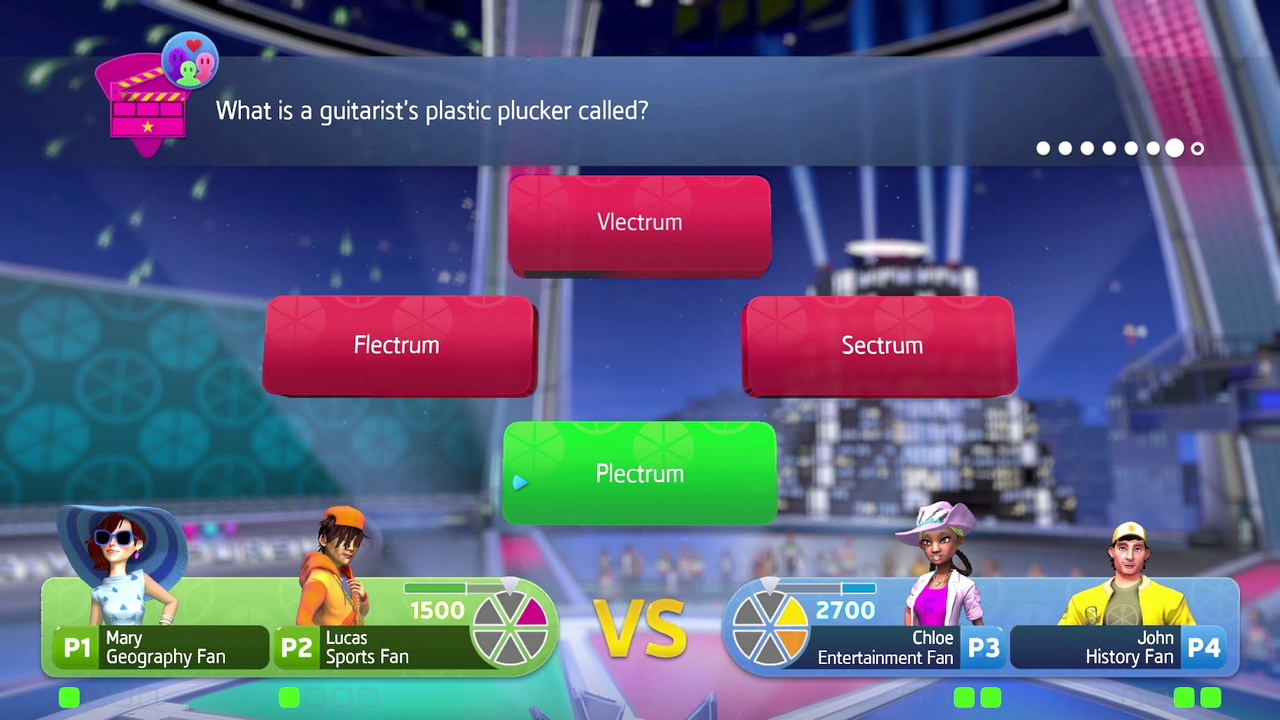 What is a guitarist's plastic plucker called?
Vlectrum
Flectrum
Sectrum
Plectrum
1500
VS
2700
P1
Mary
Geography Fan
P2
Lucas
Sports Fan
Chloe
Entertainment Fan
P3
John
History Fan
P4